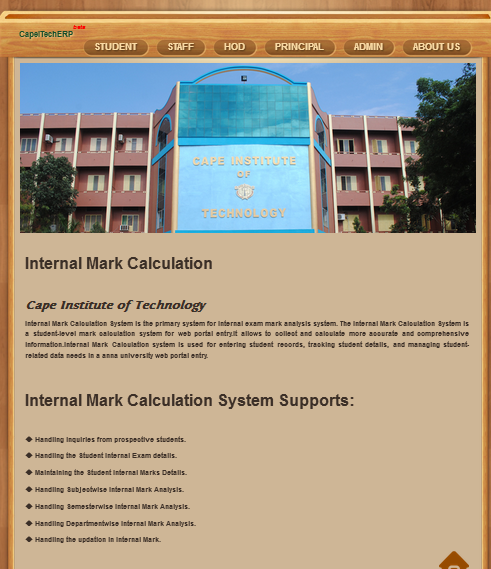 beta
CapeiTechERP
STUDENT STAFF HOD PRINCIPAL ADMIN ABOUT US
CAPE INSTITUTE
OF
TECHNOLOGY
Internal Mark Calculation
Cape Institute of Technology
Internal Mark Calculation System is the primary system for internal exam mark analysis system. The Internal Mark Calculation System is
a student-level mark calculation system for web portal entry.It allows to collect and calculate more accurate and comprehensive
information.Internal Mark Calculation system is used for entering student records, tracking student details, and managing student-
related data needs in a anna university web portal entry.
Internal Mark Calculation System Supports:
❖ Handling inquiries from prospective students.
❖ Handling the Student Internal Exam details.
❖ Maintaining the Student Internal Marks Details.
❖ Handling Subjectwise Internal Mark Analysis.
❖ Handling Semesterwise Internal Mark Analysis.
❖ Handling Departmentwise Internal Mark Analysis.
❖ Handling the updation in Internal Mark.